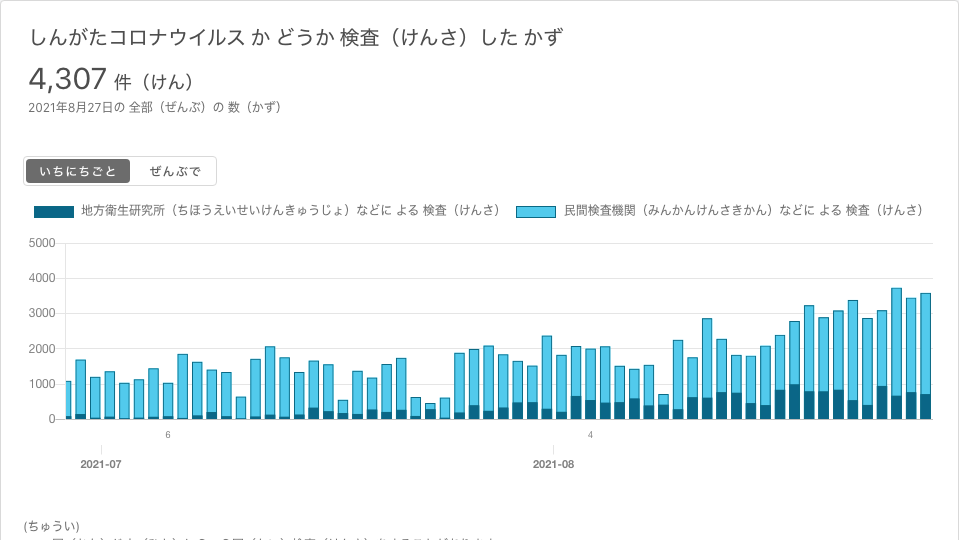 しんがたコロナウイルス か どうか 検査（けんさ）した かず
4,307 件（けん）
2021年8月27日の 全部（ぜんぶ）の 数（かず）
いちにちごと ぜんぶで
地方衛生研究所（ちほうえいせいけんきゅうじょ）などに よる 検査（けんさ） 民間検査機関（みんかんけんさきかん）などに よる 検査（けんさ）
5000
4000
3000
2000
1000
0
6 4
2021-07 2021-08
(ちゅうい)